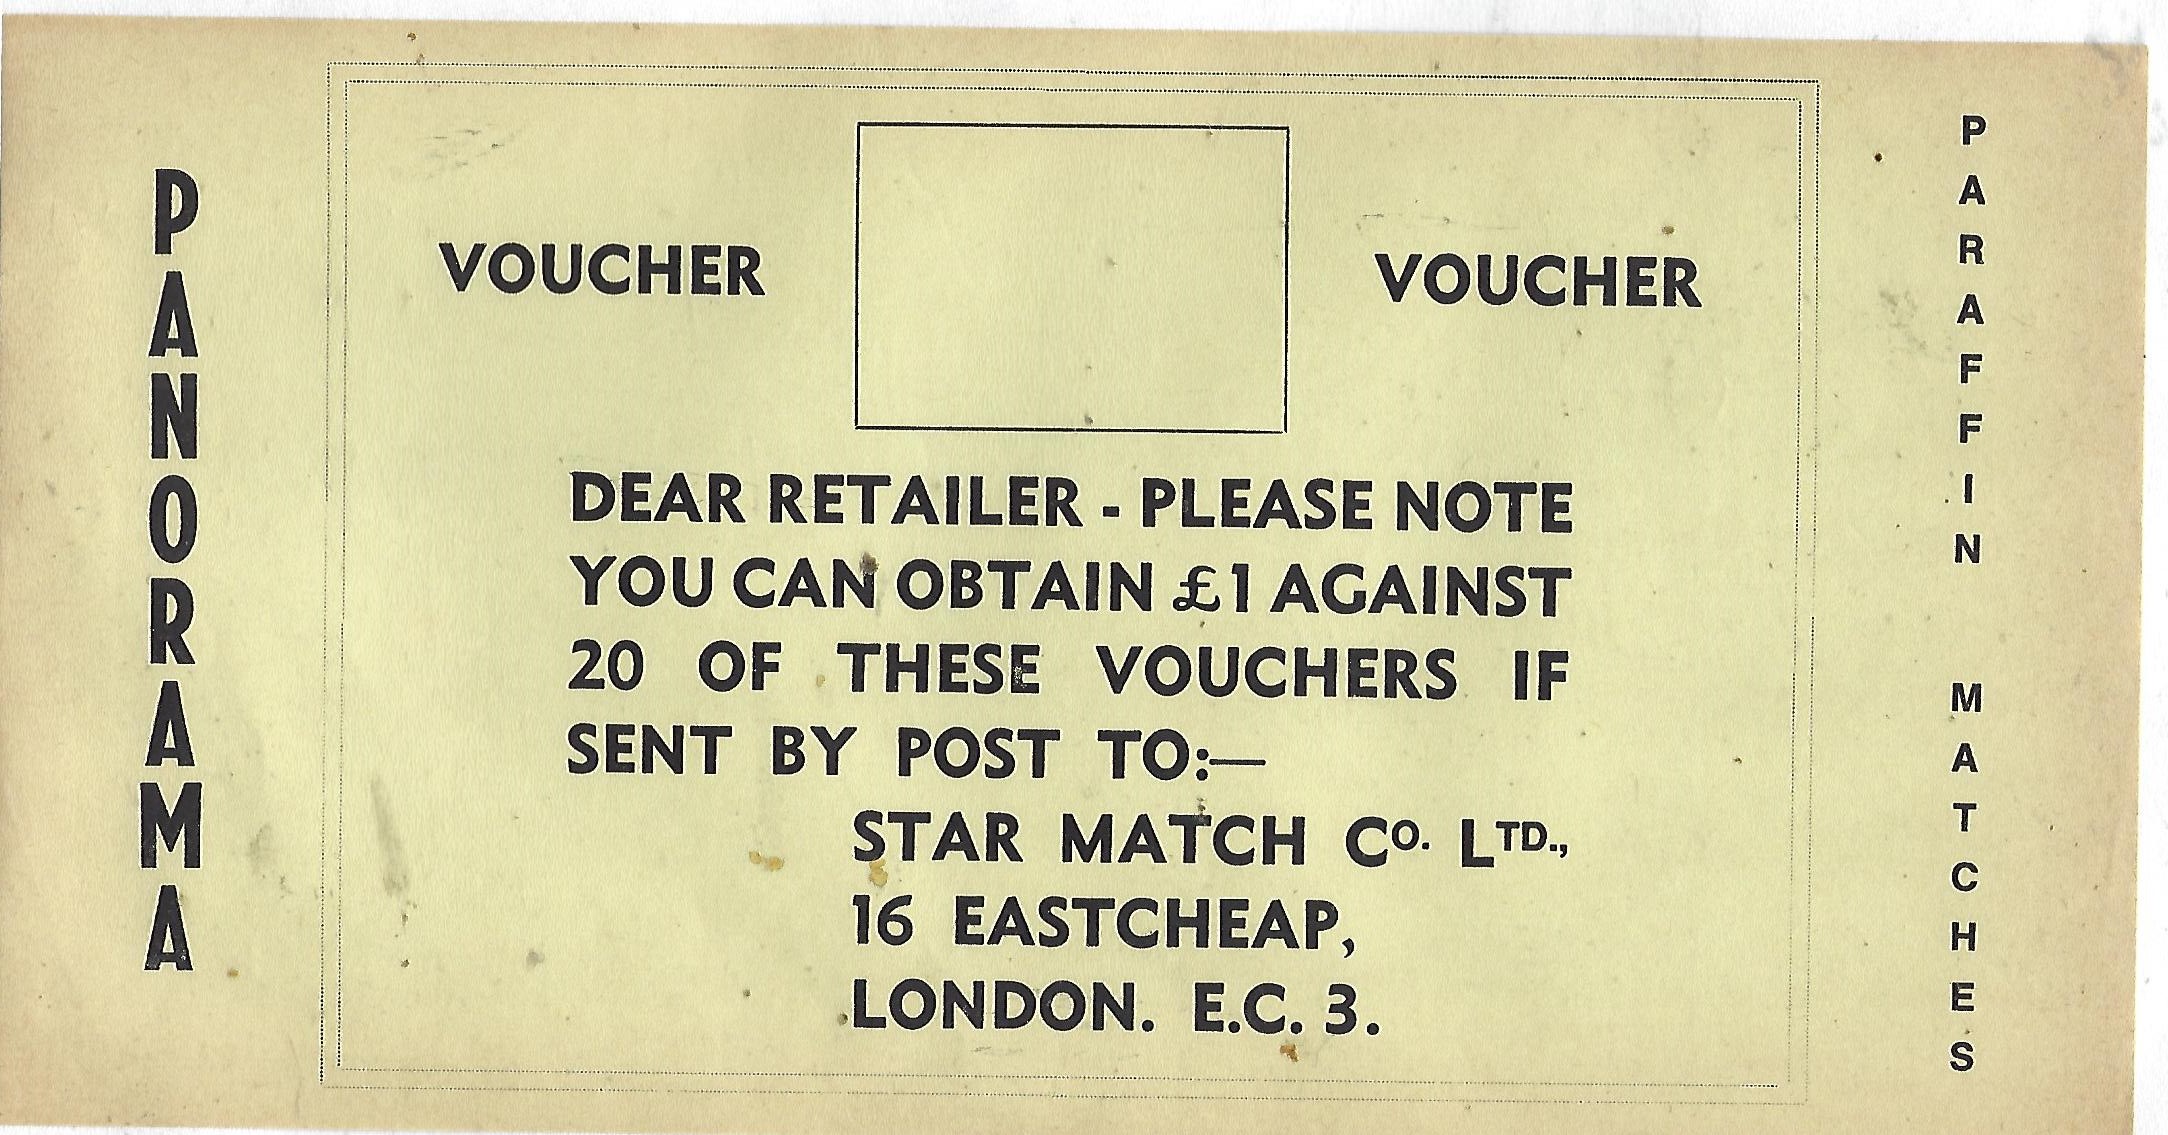 PANORAMA
VOUCHER
VOUCHER
DEAR RETAILER - PLEASE NOTE
YOU CAN OBTAIN £1 AGAINST
20 OF THESE VOUCHERS IF
SENT BY POST TO:—
STAR MATCH Co. LTD.,
16 EASTCHEAP,
LONDON. E.C. 3.
PARAFFIN MATCHES